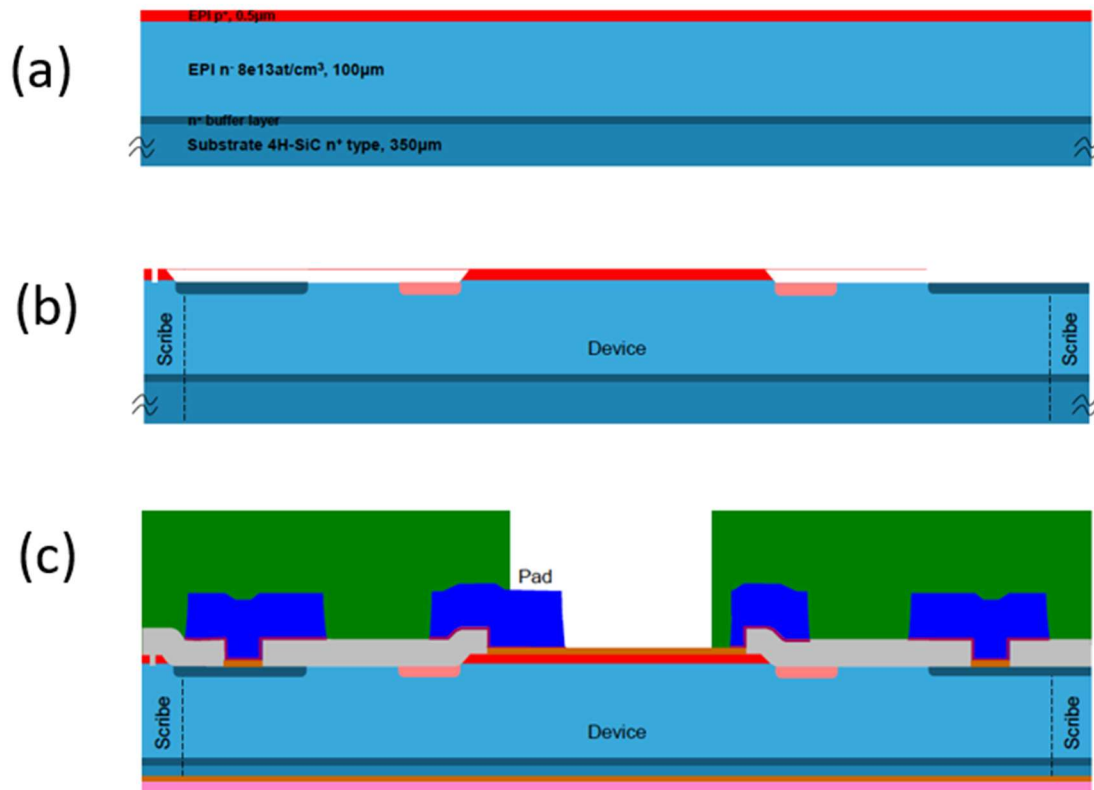 (a)
EPI p⁺, 0.5µm
EPI n⁻ 8e13at/cm³, 100µm
n⁺ buffer layer
Substrate 4H-SiC n⁺ type, 350µm
(b)
Scribe
Device
Scribe
(c)
Pad
Scribe
Device
Scribe